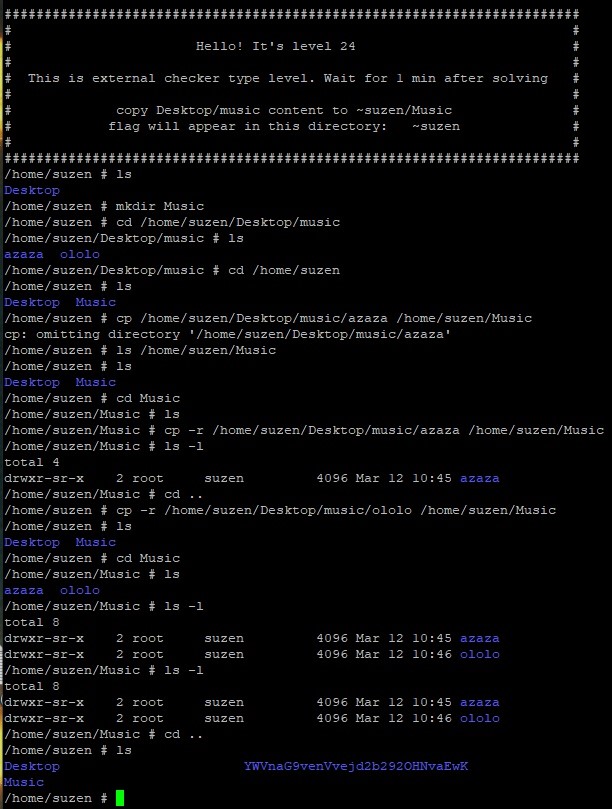 ########################################################################
#                                                                      #
#                       Hello! It's level 24                           #
#                                                                      #
#  This is external checker type level. Wait for 1 min after solving   #
#                                                                      #
#             copy Desktop/music content to ~suzen/Music               #
#            flag will appear in this directory:   ~suzen              #
#                                                                      #
########################################################################
/home/suzen # ls
Desktop
/home/suzen # mkdir Music
/home/suzen # cd /home/suzen/Desktop/music
/home/suzen/Desktop/music # ls
azaza  ololo
/home/suzen/Desktop/music # cd /home/suzen
/home/suzen # ls
Desktop  Music
/home/suzen # cp /home/suzen/Desktop/music/azaza /home/suzen/Music
cp: omitting directory '/home/suzen/Desktop/music/azaza'
/home/suzen # ls /home/suzen/Music
/home/suzen # ls
Desktop  Music
/home/suzen # cd Music
/home/suzen/Music # ls
/home/suzen/Music # cp -r /home/suzen/Desktop/music/azaza /home/suzen/Music
/home/suzen/Music # ls -l
total 4
drwxr-sr-x    2 root     suzen         4096 Mar 12 10:45 azaza
/home/suzen/Music # cd ..
/home/suzen # cp -r /home/suzen/Desktop/music/ololo /home/suzen/Music
/home/suzen # ls
Desktop  Music
/home/suzen # cd Music
/home/suzen/Music # ls
azaza  ololo
/home/suzen/Music # ls -l
total 8
drwxr-sr-x    2 root     suzen         4096 Mar 12 10:45 azaza
drwxr-sr-x    2 root     suzen         4096 Mar 12 10:46 ololo
/home/suzen/Music # ls -l
total 8
drwxr-sr-x    2 root     suzen         4096 Mar 12 10:45 azaza
drwxr-sr-x    2 root     suzen         4096 Mar 12 10:46 ololo
/home/suzen/Music # cd ..
/home/suzen # ls
Desktop                       YWVnaG9venVvejd2b292OHNvaEwK
Music
/home/suzen #